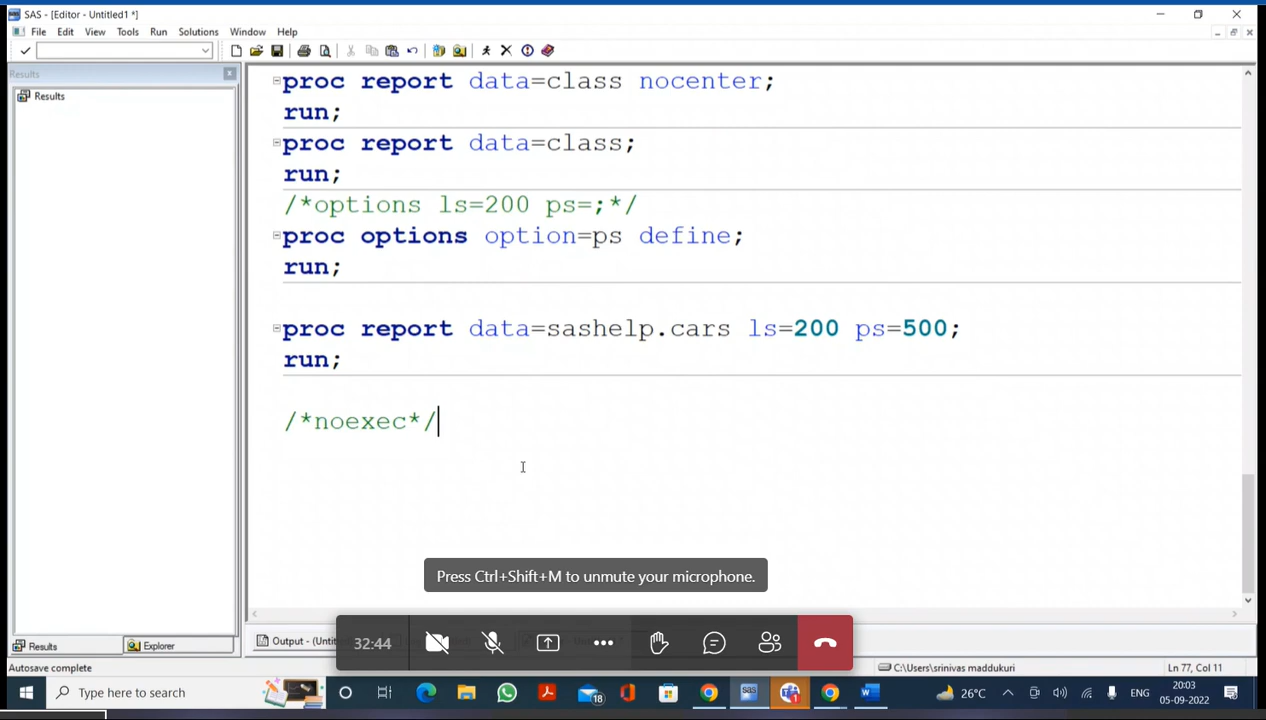 SAS - [Editor - Untitled1 *]
File Edit View Tools Run Solutions Window Help
Results
Results
proc report data=class nocenter;
run;
proc report data=class;
run;
/*options ls=200 ps=;*/
proc options option=ps define;
run;
proc report data=sashelp.cars ls=200 ps=500;
run;
/*noexec*/
Press Ctrl+Shift+M to unmute your microphone.
32:44
Results Explorer
Output - (Unti
Autosave complete
C:\Users\srinivas maddukuri
Ln 77, Col 11
Type here to search
18
sas
1
26°C
ENG
20:03
05-09-2022